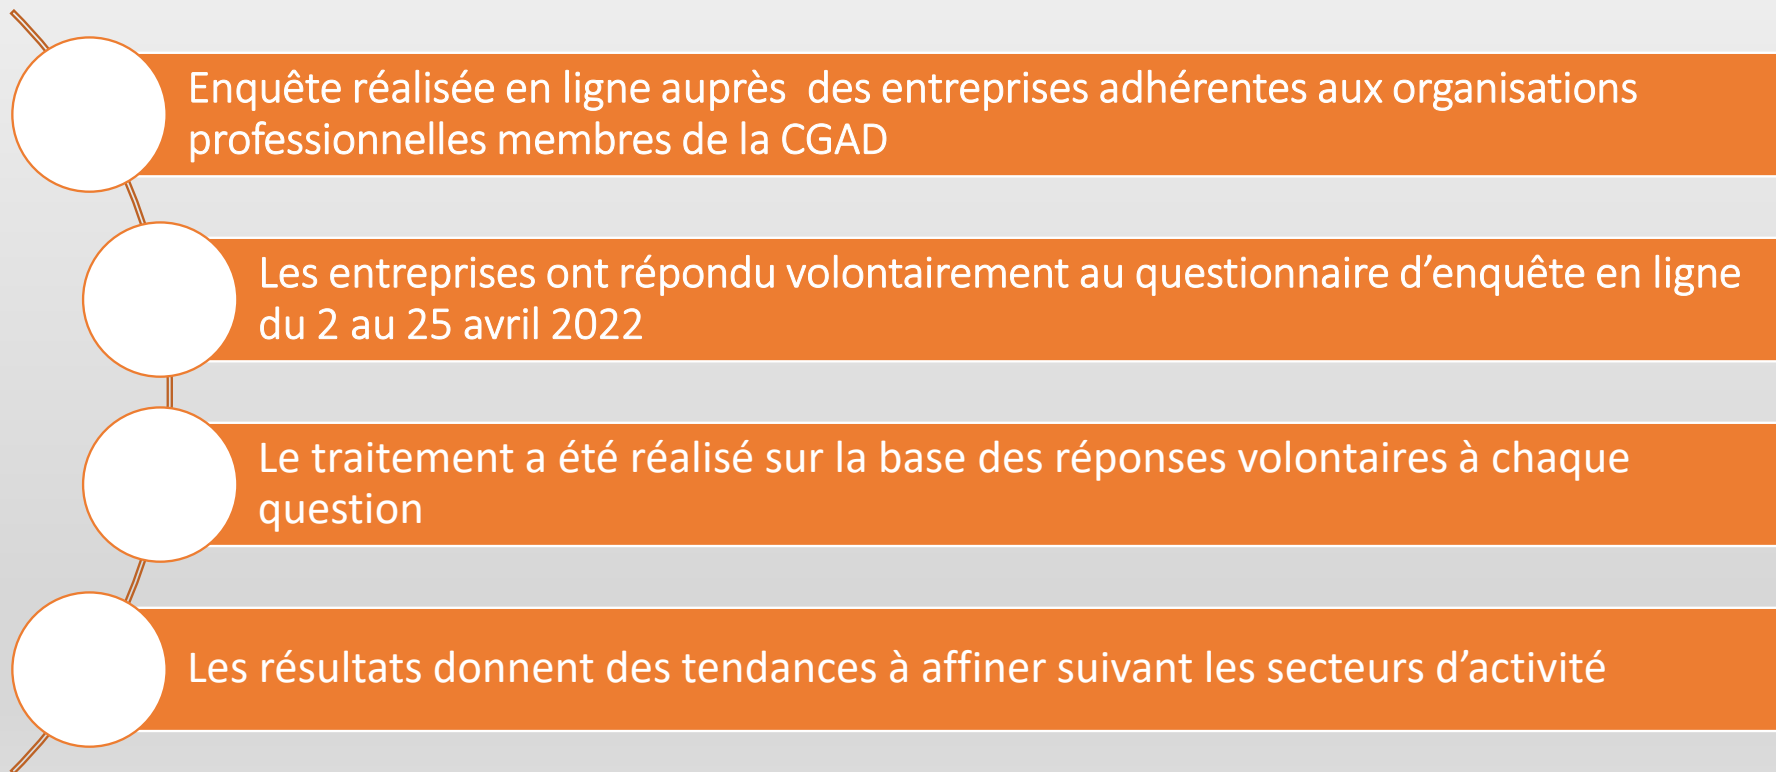 Enquête réalisée en ligne auprès  des entreprises adhérentes aux organisations
professionnelles membres de la CGAD
Les entreprises ont répondu volontairement au questionnaire d’enquête en ligne
du 2 au 25 avril 2022
Le traitement a été réalisé sur la base des réponses volontaires à chaque
question
Les résultats donnent des tendances à affiner suivant les secteurs d’activité